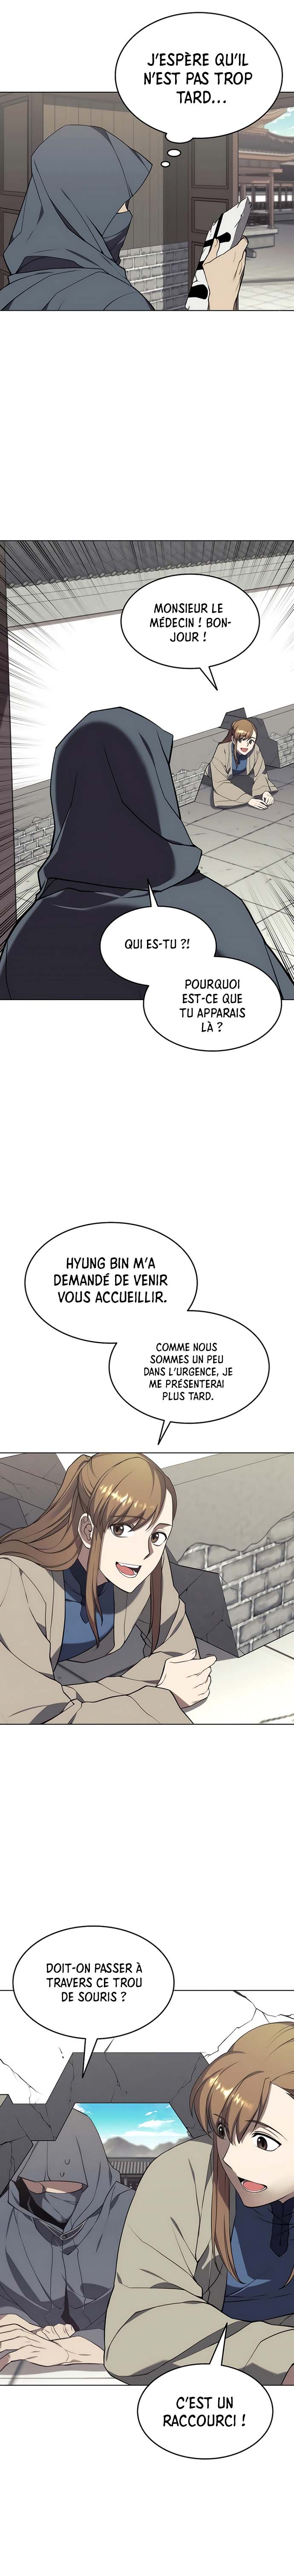 J'ESPÈRE QU'IL
N'EST PAS TROP
TARD...
MONSIEUR LE
MÉDECIN ! BON-
JOUR !
QUI ES-TU ?!
POURQUOI
EST-CE QUE
TU APPARAIS
LÀ ?
HYUNG BIN M'A
DEMANDÉ DE VENIR
VOUS ACCUEILLIR.
COMME NOUS
SOMMES UN PEU
DANS L'URGENCE, JE
ME PRÉSENTERAI
PLUS TARD.
DOIT-ON PASSER À
TRAVERS CE TROU
DE SOURIS ?
C'EST UN
RACCOURCI !